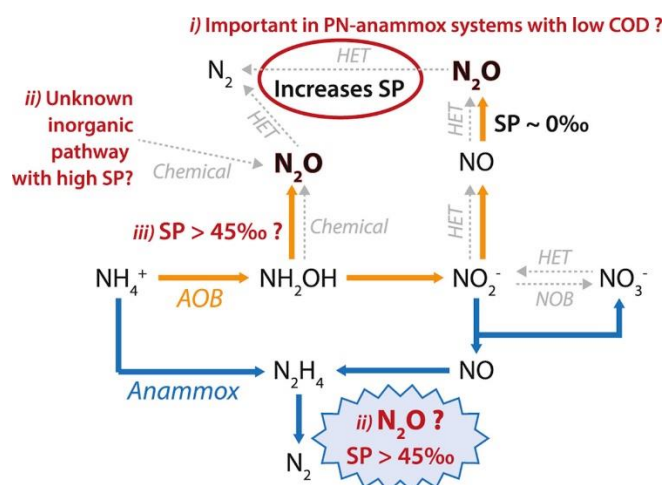 i) Important in PN-anammox systems with low COD ?
HET
N₂
Increases SP
N₂O
ii) Unknown
inorganic
pathway
with high SP?
HET
HET
SP ~ 0‰
Chemical
N₂O
NO
iii) SP > 45‰ ?
Chemical
HET
HET
NH₄⁺
AOB
NH₂OH
NO₂⁻
NOB
NO₃⁻
Anammox
N₂H₄
NO
ii) N₂O ?
SP > 45‰
N₂